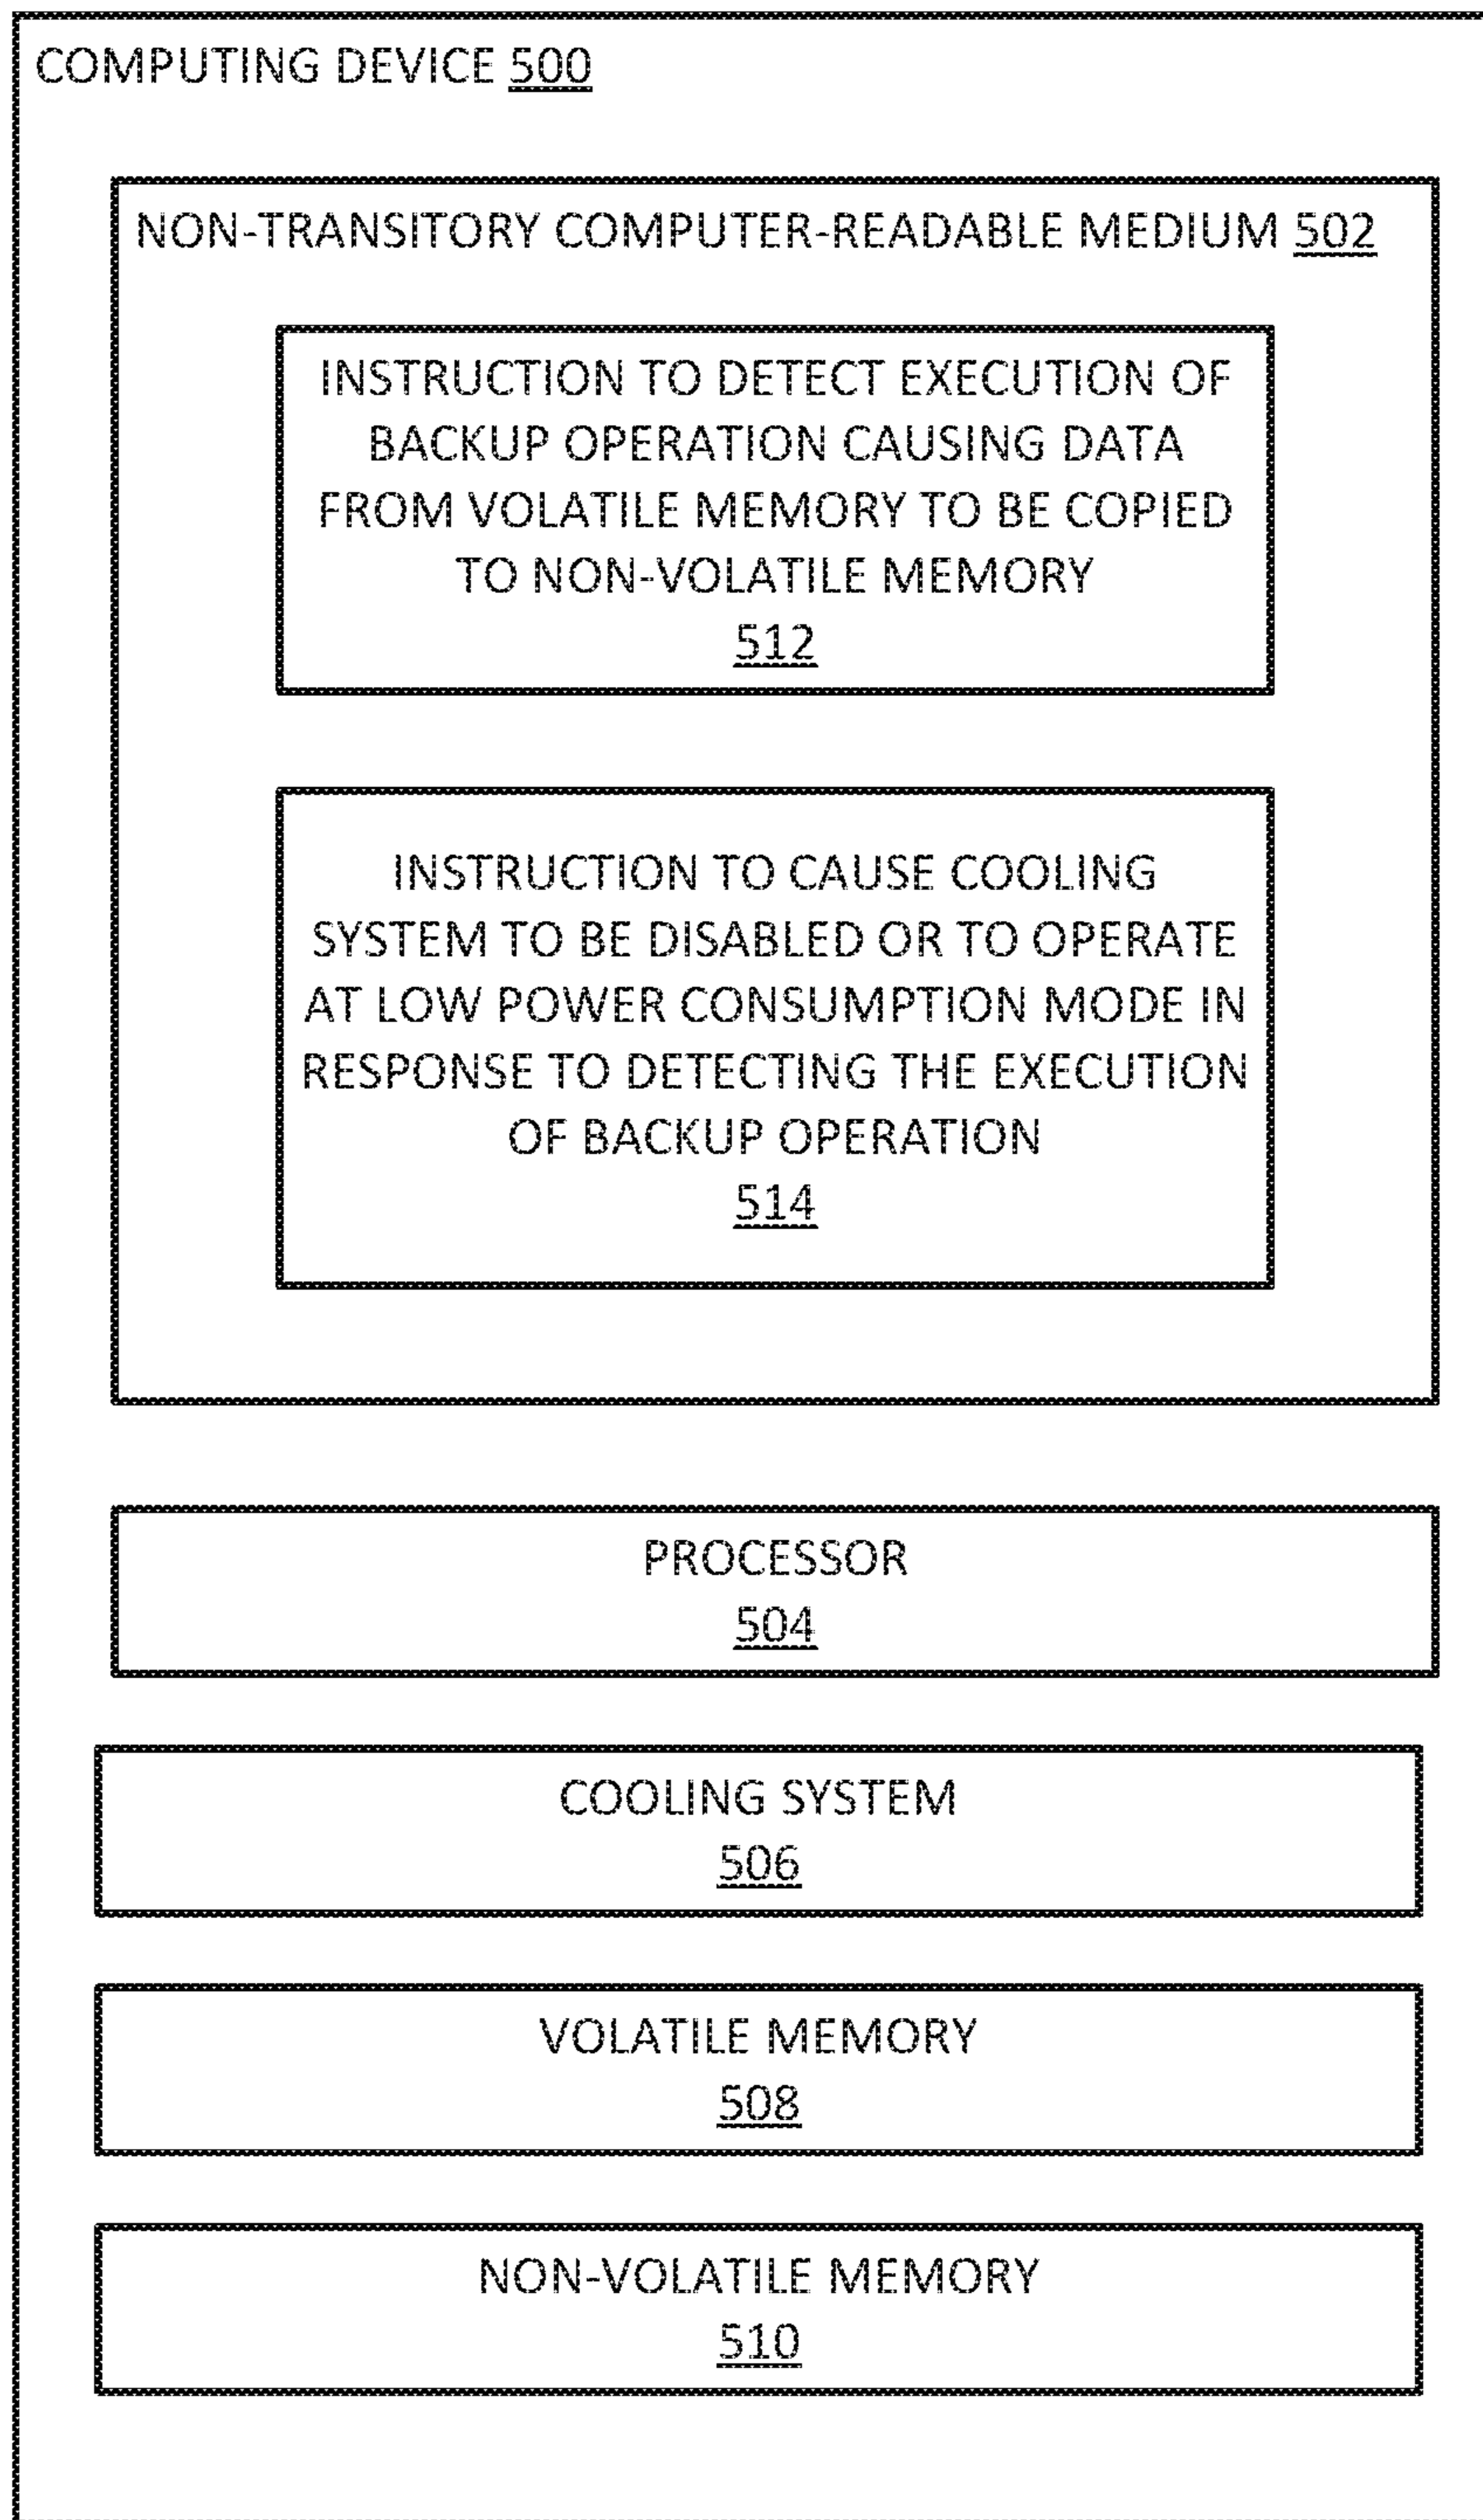 COMPUTING DEVICE 500
NON-TRANSITORY COMPUTER-READABLE MEDIUM 502
INSTRUCTION TO DETECT EXECUTION OF
BACKUP OPERATION CAUSING DATA
FROM VOLATILE MEMORY TO BE COPIED
TO NON-VOLATILE MEMORY
512
INSTRUCTION TO CAUSE COOLING
SYSTEM TO BE DISABLED OR TO OPERATE
AT LOW POWER CONSUMPTION MODE IN
RESPONSE TO DETECTING THE EXECUTION
OF BACKUP OPERATION
514
PROCESSOR
504
COOLING SYSTEM
506
VOLATILE MEMORY
508
NON-VOLATILE MEMORY
510